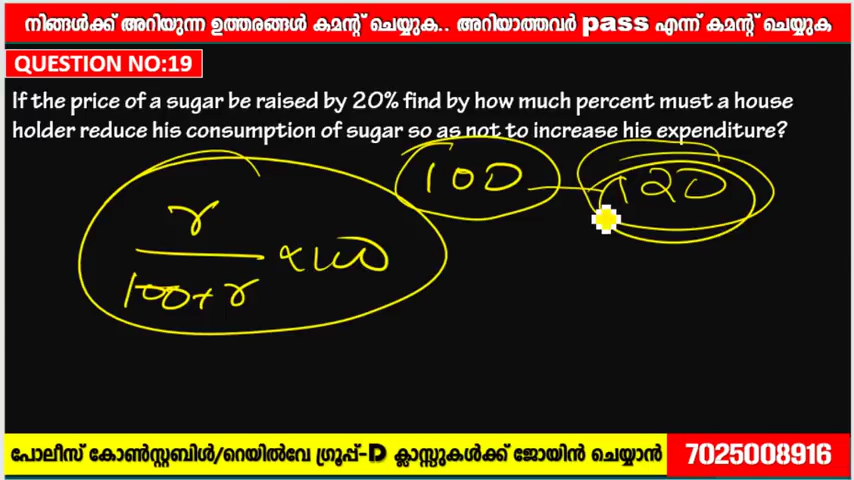 നിങ്ങൾക്ക് അറിയുന്ന ഉത്തരങ്ങൾ കമന്റ് ചെയ്യുക.. അറിയാത്തവർ pass എന്ന് കമന്റ് ചെയ്യുക
QUESTION NO:19
If the price of a sugar be raised by 20% find by how much percent must a house
holder reduce his consumption of sugar so as not to increase his expenditure?
100 — 120
r
100+r ×100
പോലീസ് കോൺസ്റ്റബിൾ/റെയിൽവേ ഗ്രൂപ്പ്-D ക്ലാസ്സുകൾക്ക് ജോയിൻ ചെയ്യാൻ 7025008916